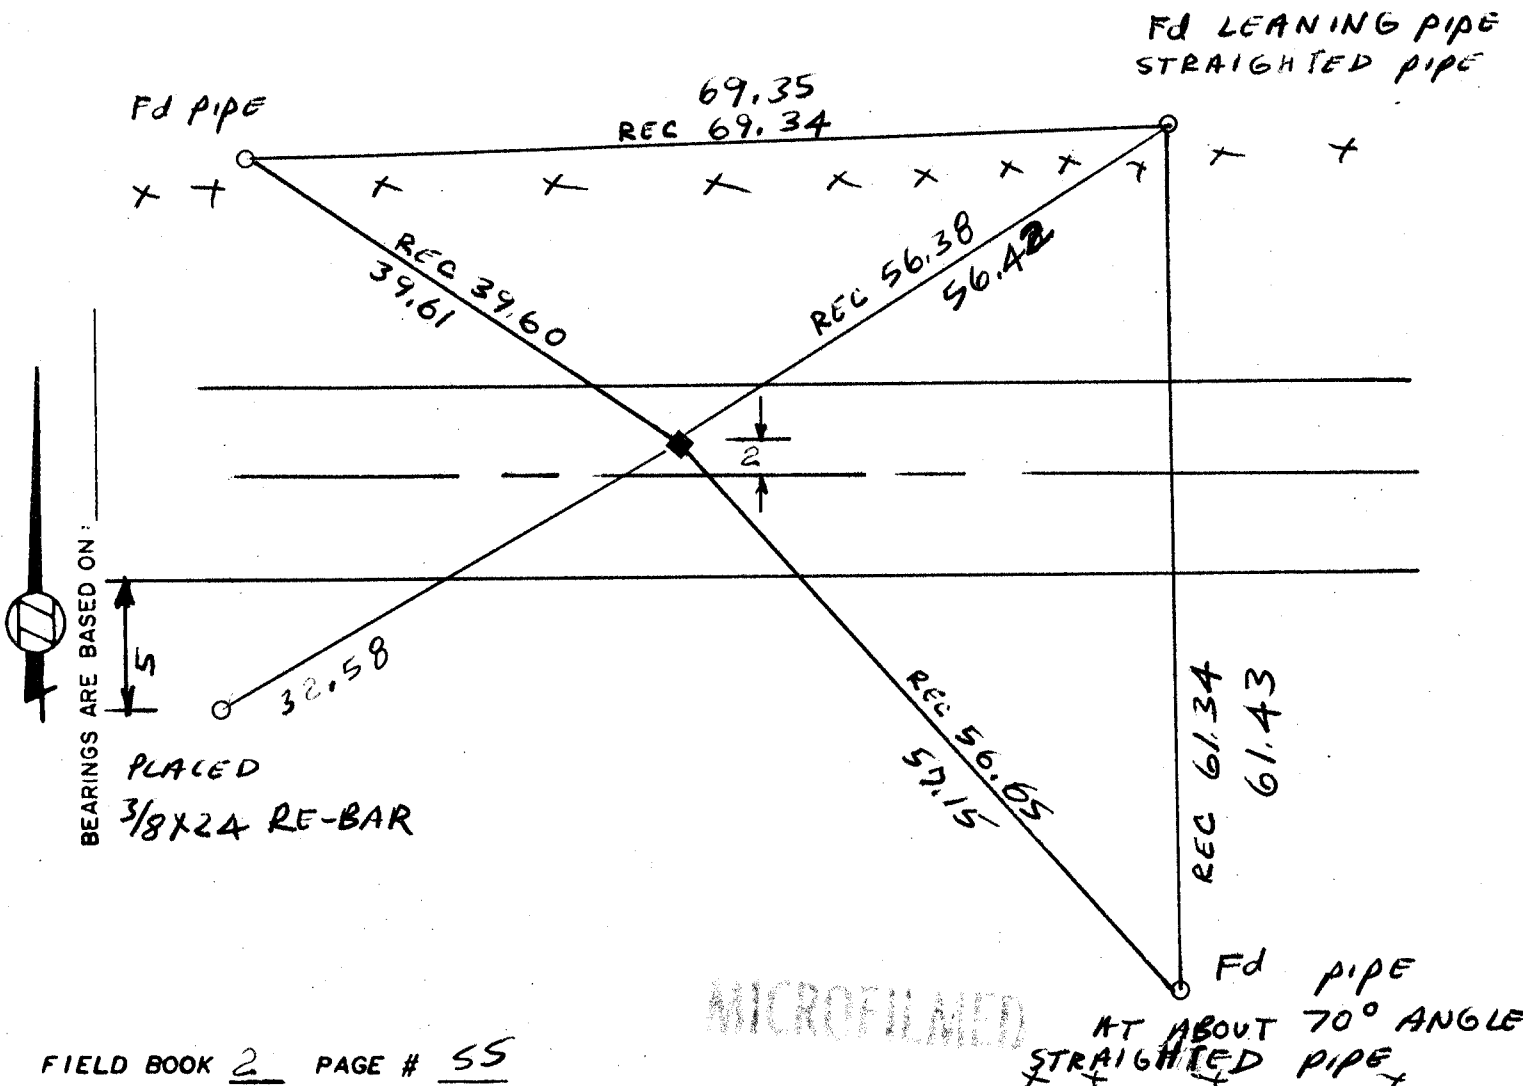 Fd LEANING PIPE
STRAIGHTED PIPE
Fd PIPE
69.35
REC 69.34
REC 39.60
39.61
REC 56.38
56.42
2
BEARINGS ARE BASED ON:
5
32.58
PLACED
3/8X24 RE-BAR
REC 56.65
57.15
REC 61.34
61.43
Fd PIPE
AT ABOUT 70° ANGLE
STRAIGHTED PIPE
MICROFILMED
FIELD BOOK 2 PAGE # 55